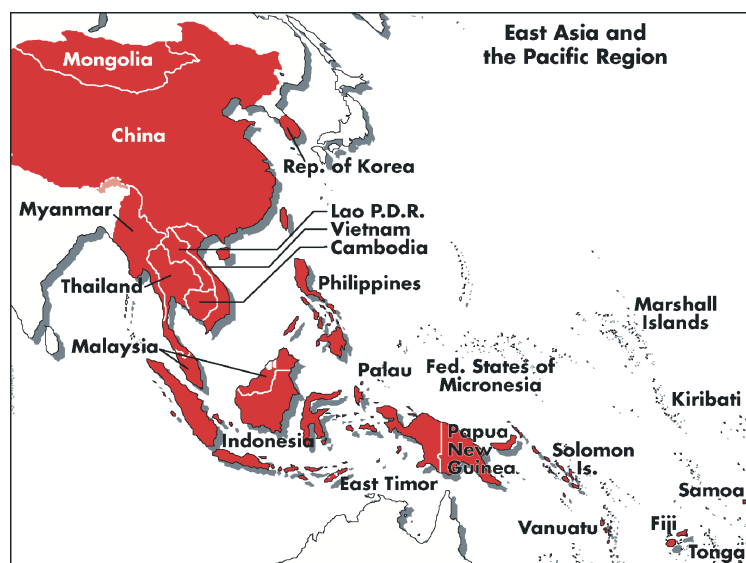 East Asia and
the Pacific Region
Mongolia
China
Rep. of Korea
Myanmar
Lao P.D.R.
Vietnam
Cambodia
Thailand
Philippines
Marshall
Islands
Malaysia
Palau
Fed. States of
Micronesia
Kiribati
Indonesia
Papua
New
Guinea
Solomon
Is.
East Timor
Samoa
Vanuatu
Fiji
Tonga